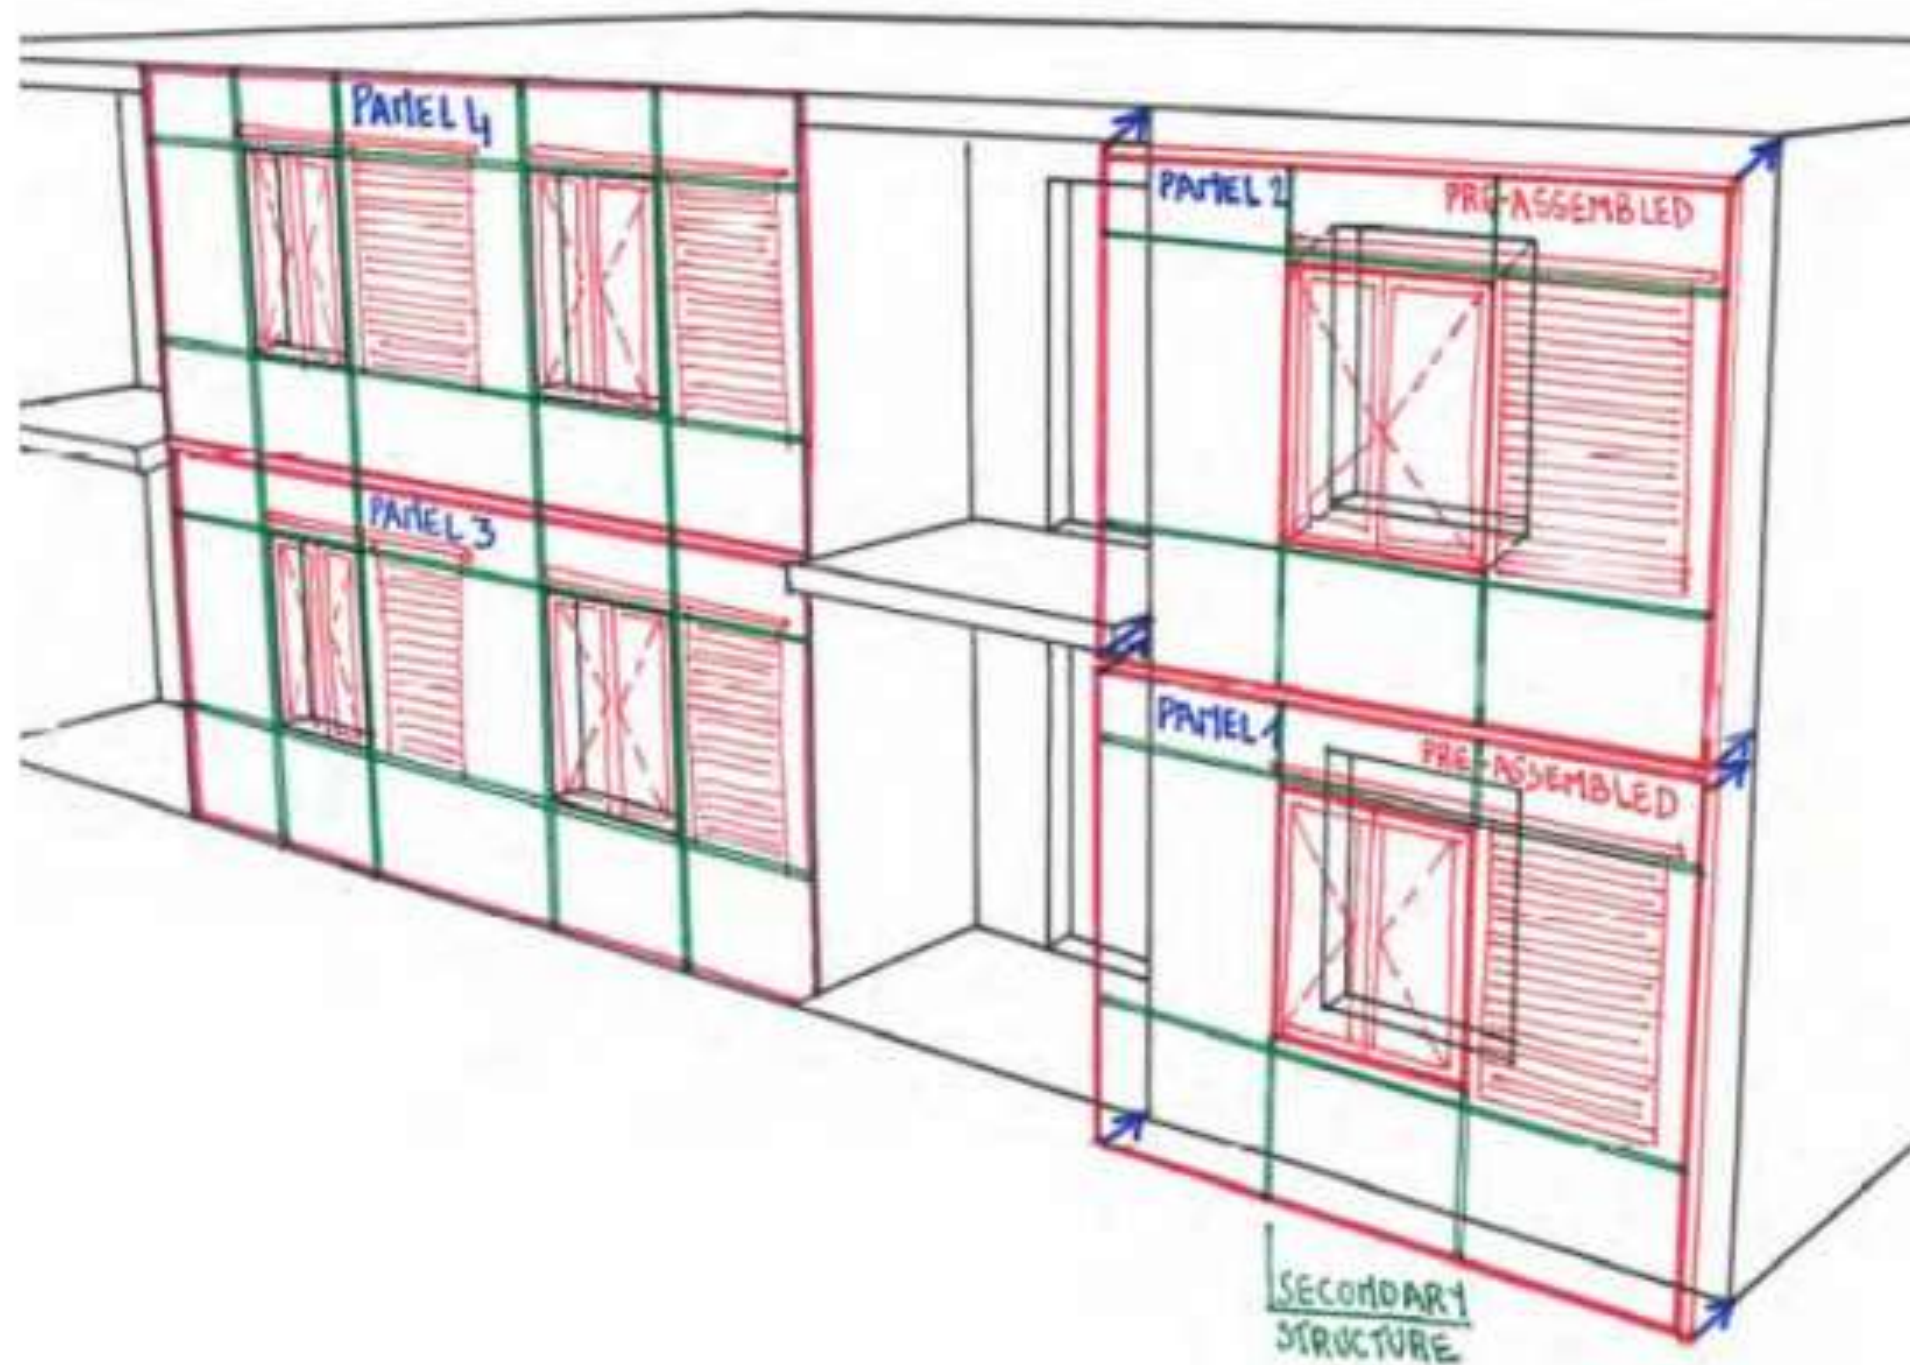 PANEL 4
PANEL 2
PRE-ASSEMBLED
PANEL 3
PANEL 1
PRE-ASSEMBLED
SECONDARY
STRUCTURE